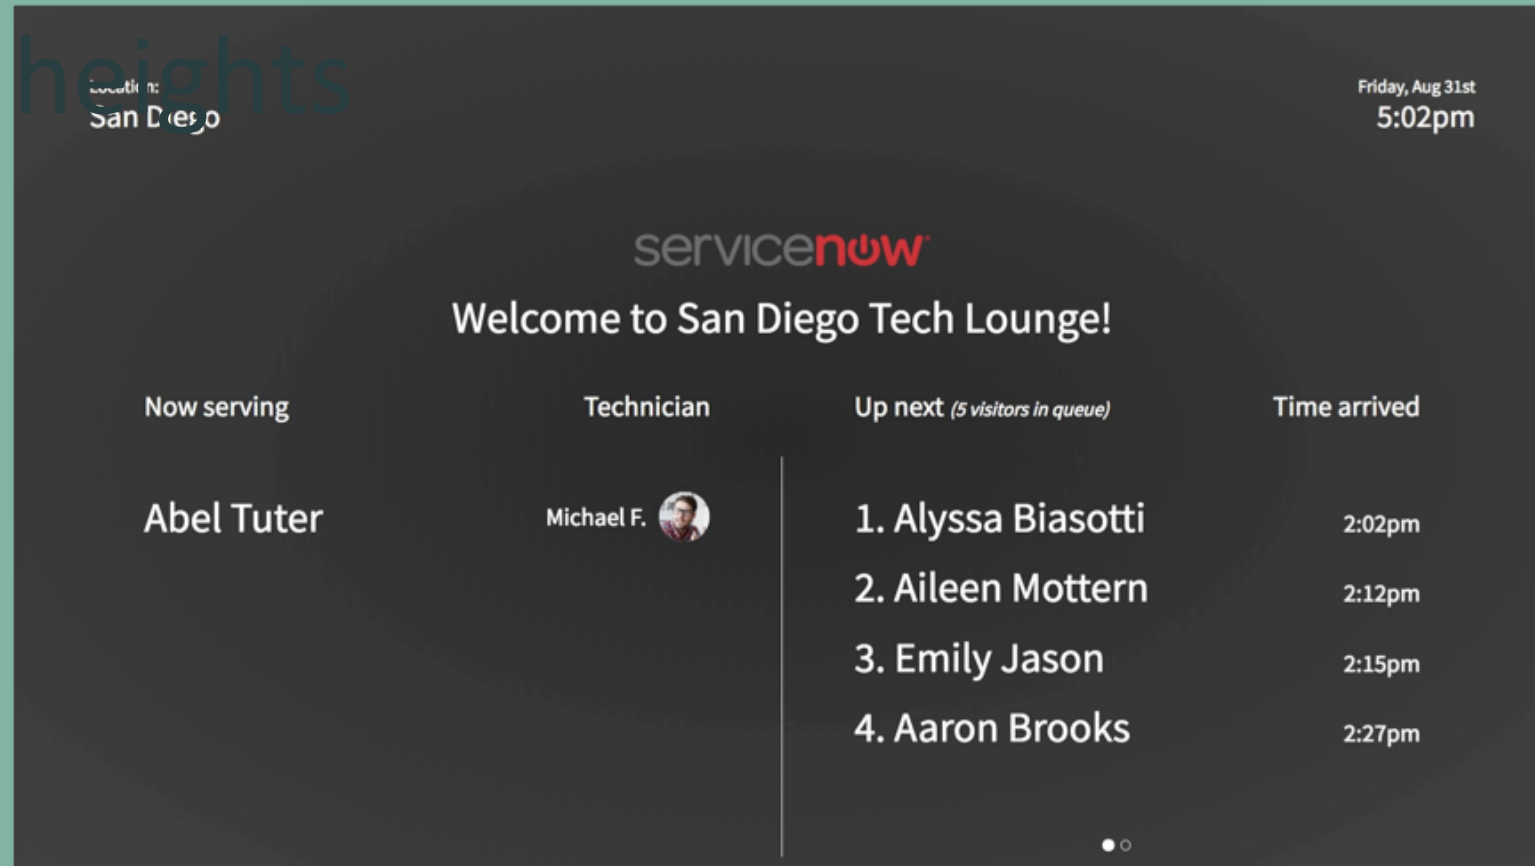 heights
Location:
San Diego
Friday, Aug 31st
5:02pm
servicenow
Welcome to San Diego Tech Lounge!
Now serving Technician
Abel Tuter Michael F.
Up next (5 visitors in queue) Time arrived
1. Alyssa Biasotti 2:02pm
2. Aileen Mottern 2:12pm
3. Emily Jason 2:15pm
4. Aaron Brooks 2:27pm